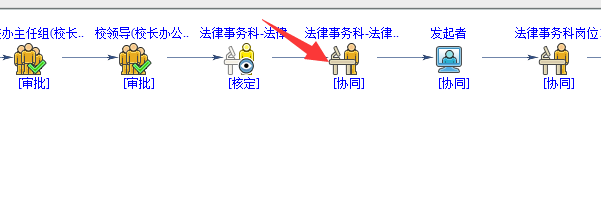 办主任组(校长..
校领导(校长办公..
法律事务科-法律
法律事务科-法律..
发起者
法律事务科岗位
[审批]
[审批]
[核定]
[协同]
[协同]
[协同]